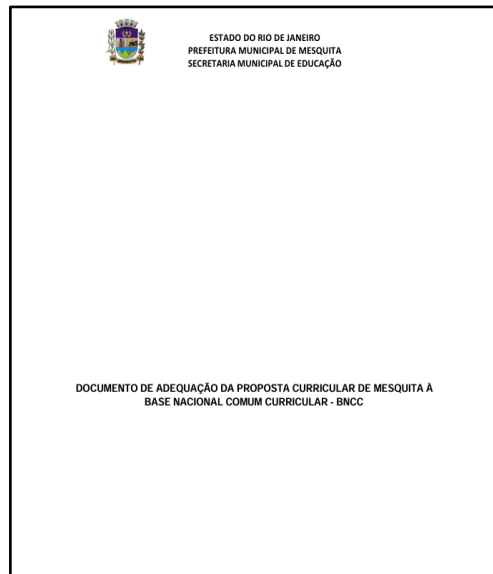 ESTADO DO RIO DE JANEIRO
PREFEITURA MUNICIPAL DE MESQUITA
SECRETARIA MUNICIPAL DE EDUCAÇÃO
DOCUMENTO DE ADEQUAÇÃO DA PROPOSTA CURRICULAR DE MESQUITA À
BASE NACIONAL COMUM CURRICULAR - BNCC